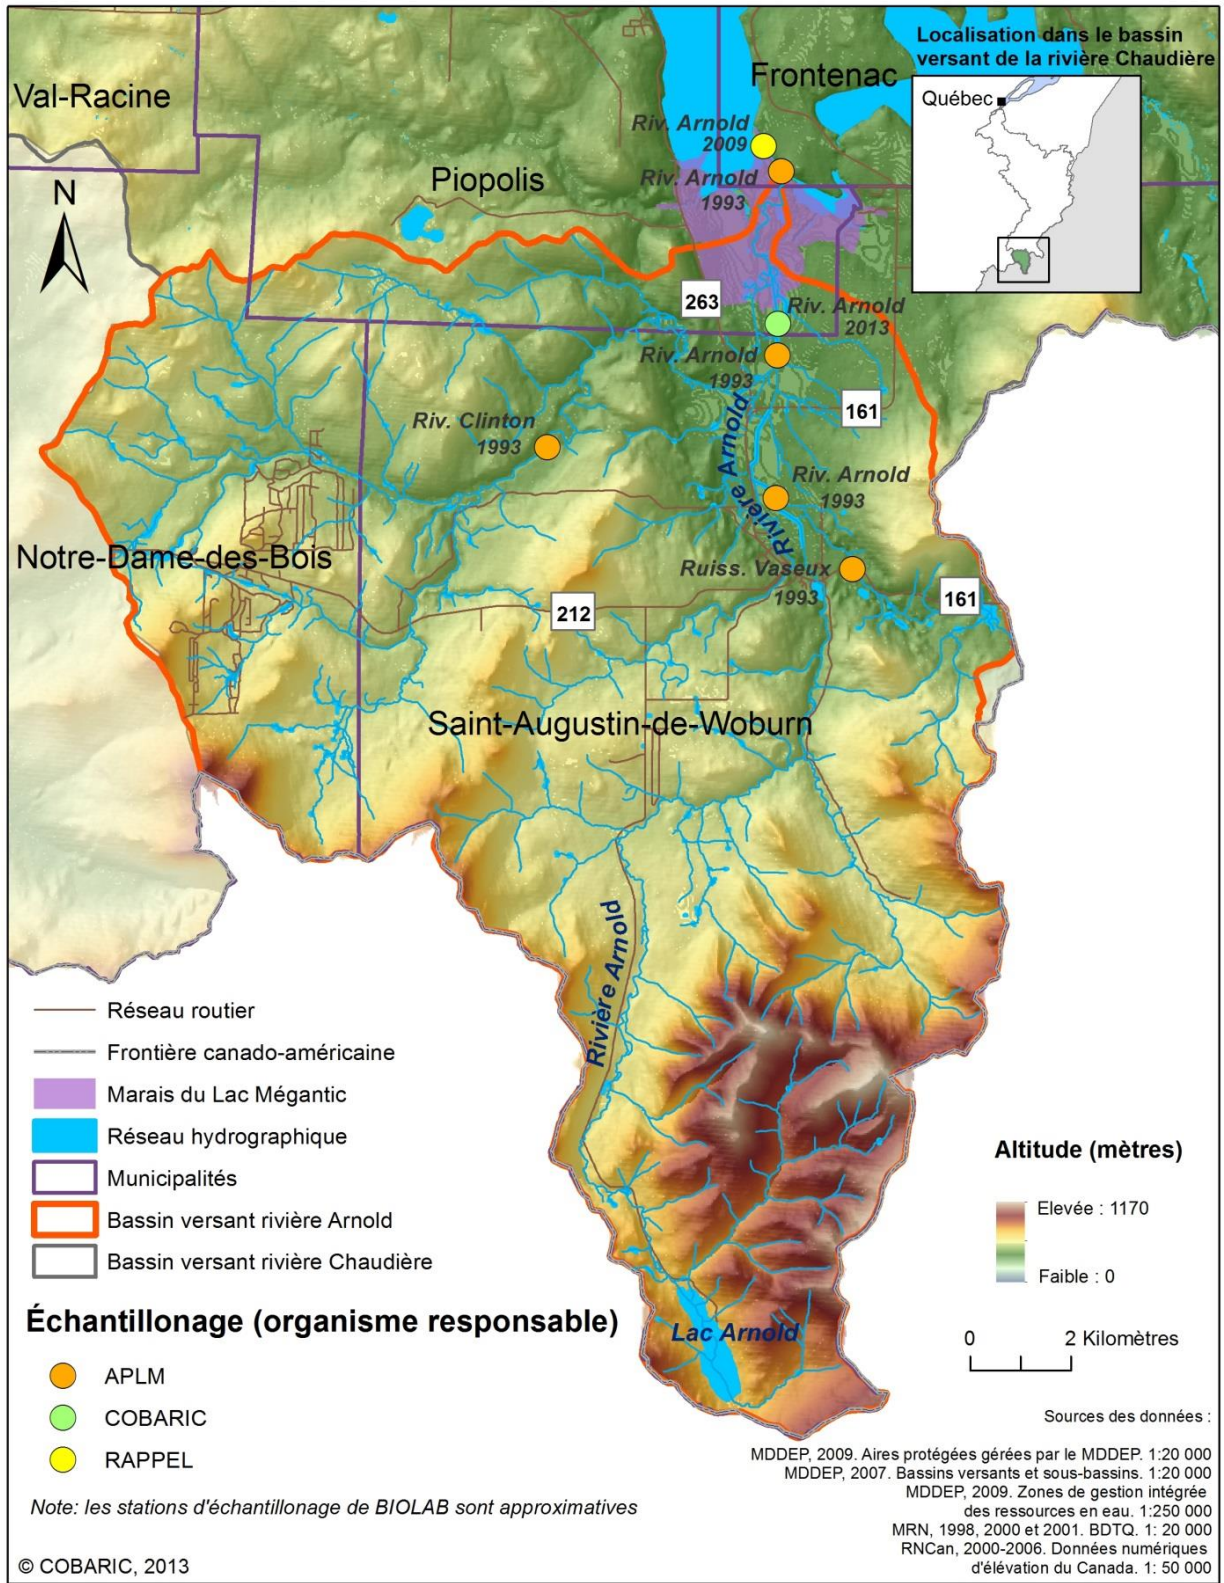 Localisation dans le bassin
versant de la rivière Chaudière
Québec
Frontenac
Val-Racine
Riv. Arnold
2009
Riv. Arnold
1993
Piopolis
N
263
Riv. Arnold
2013
Riv. Arnold
1993
161
Riv. Clinton
1993
Rivière Arnold
Riv. Arnold
1993
Notre-Dame-des-Bois
Ruiss. Vaseux
1993
161
212
Saint-Augustin-de-Woburn
Rivière Arnold
Lac Arnold
Réseau routier
Frontière canado-américaine
Marais du Lac Mégantic
Réseau hydrographique
Municipalités
Bassin versant rivière Arnold
Bassin versant rivière Chaudière
Échantillonage (organisme responsable)
APLM
COBARIC
RAPPEL
Note: les stations d'échantillonage de BIOLAB sont approximatives
© COBARIC, 2013
Altitude (mètres)
Elevée : 1170
Faible : 0
0 2 Kilomètres
Sources des données :
MDDEP, 2009. Aires protégées gérées par le MDDEP. 1:20 000
MDDEP, 2007. Bassins versants et sous-bassins. 1:20 000
MDDEP, 2009. Zones de gestion intégrée
des ressources en eau. 1:250 000
MRN, 1998, 2000 et 2001. BDTQ. 1: 20 000
RNCan, 2000-2006. Données numériques
d'élévation du Canada. 1: 50 000